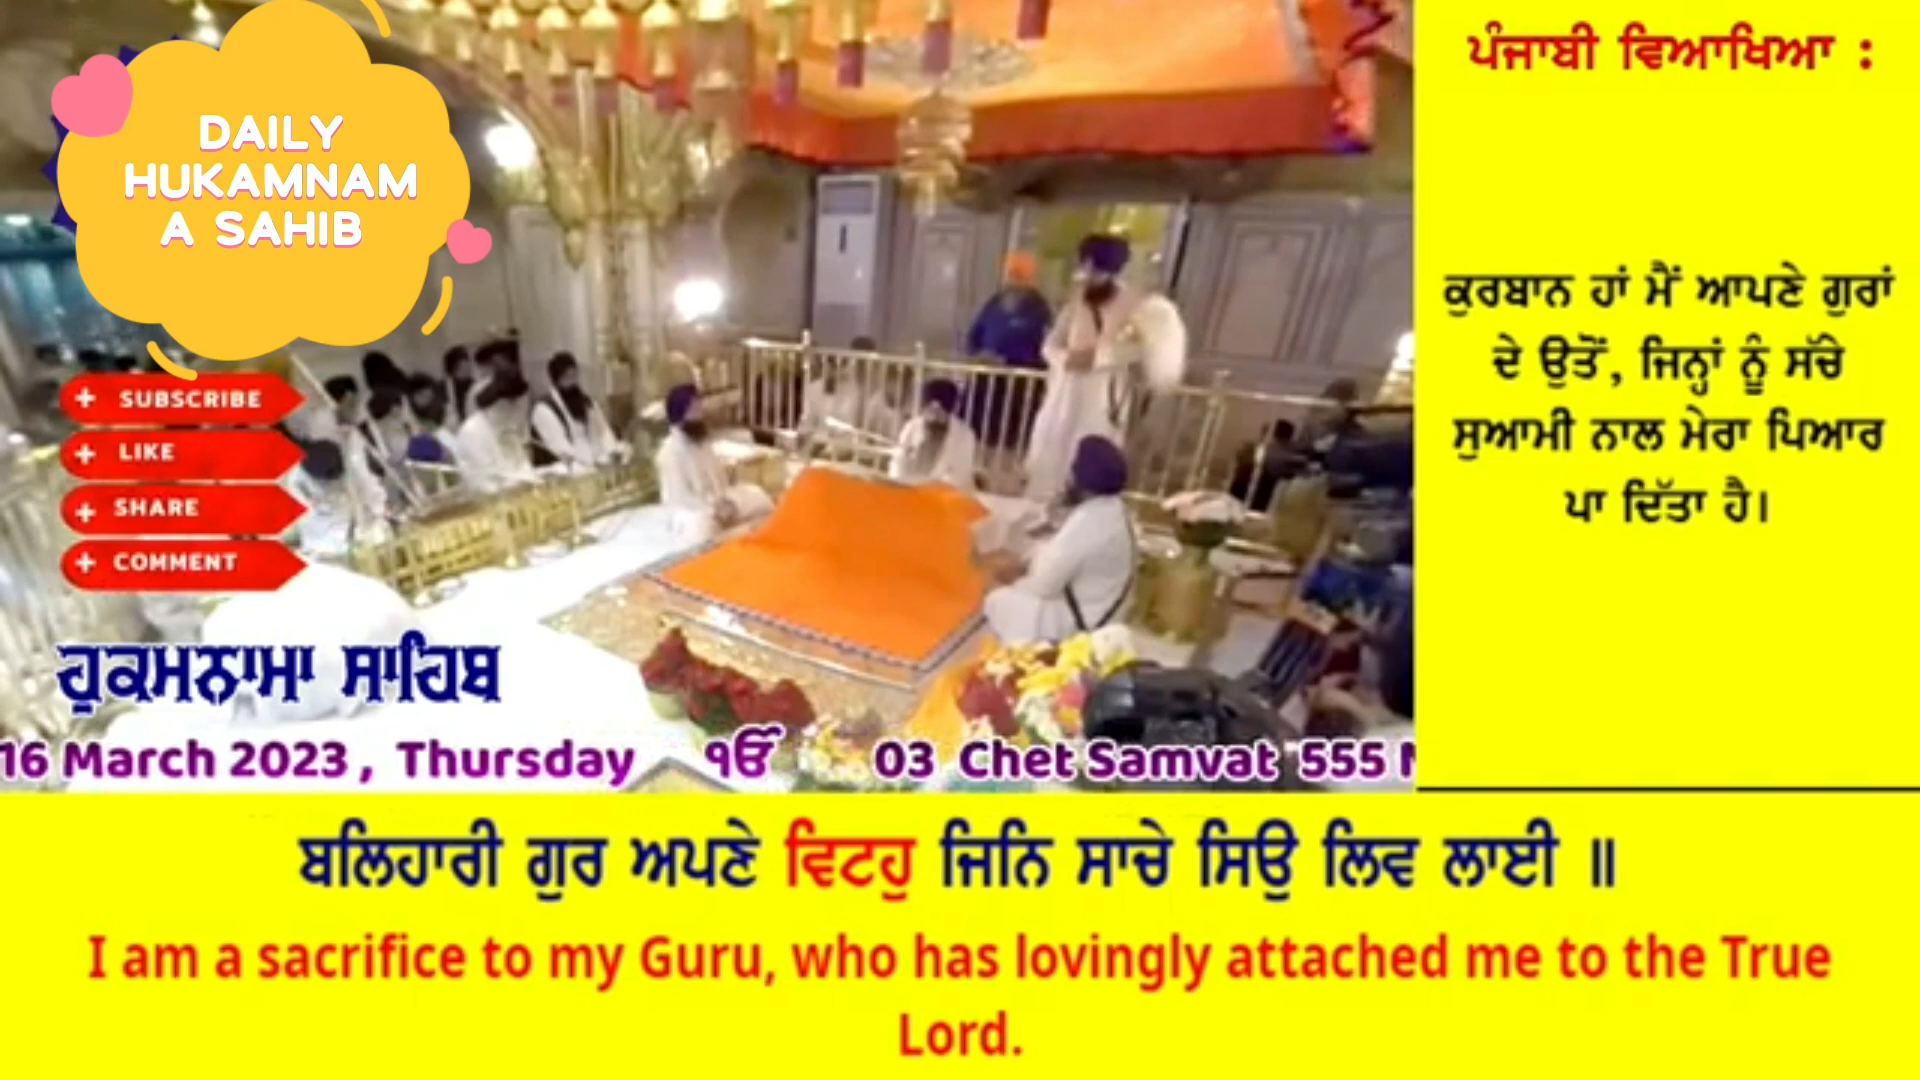 DAILY
HUKAMNAM
A SAHIB
+ SUBSCRIBE
+ LIKE
+ SHARE
+ COMMENT
ਹੁਕਮਨਾਮਾ ਸਾਹਿਬ
16 March 2023 , Thursday ੴ 03 Chet Samvat 555 N
ਪੰਜਾਬੀ ਵਿਆਖਿਆ :
ਕੁਰਬਾਨ ਹਾਂ ਮੈਂ ਆਪਣੇ ਗੁਰਾਂ
ਦੇ ਉਤੋਂ, ਜਿਨ੍ਹਾਂ ਨੂੰ ਸੱਚੇ
ਸੁਆਮੀ ਨਾਲ ਮੇਰਾ ਪਿਆਰ
ਪਾ ਦਿੱਤਾ ਹੈ।
ਬਲਿਹਾਰੀ ਗੁਰ ਅਪਣੇ ਵਿਟਹੁ ਜਿਨਿ ਸਾਚੇ ਸਿਉ ਲਿਵ ਲਾਈ ॥
I am a sacrifice to my Guru, who has lovingly attached me to the True
Lord.